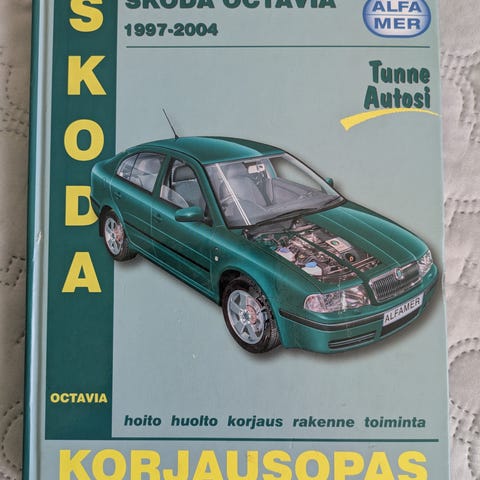 SKODA
SKODA OCTAVIA
1997-2004
ALFA
MER
Tunne
Autosi
ALFAMER
OCTAVIA
hoito huolto korjaus rakenne toiminta
KORJAUSOPAS